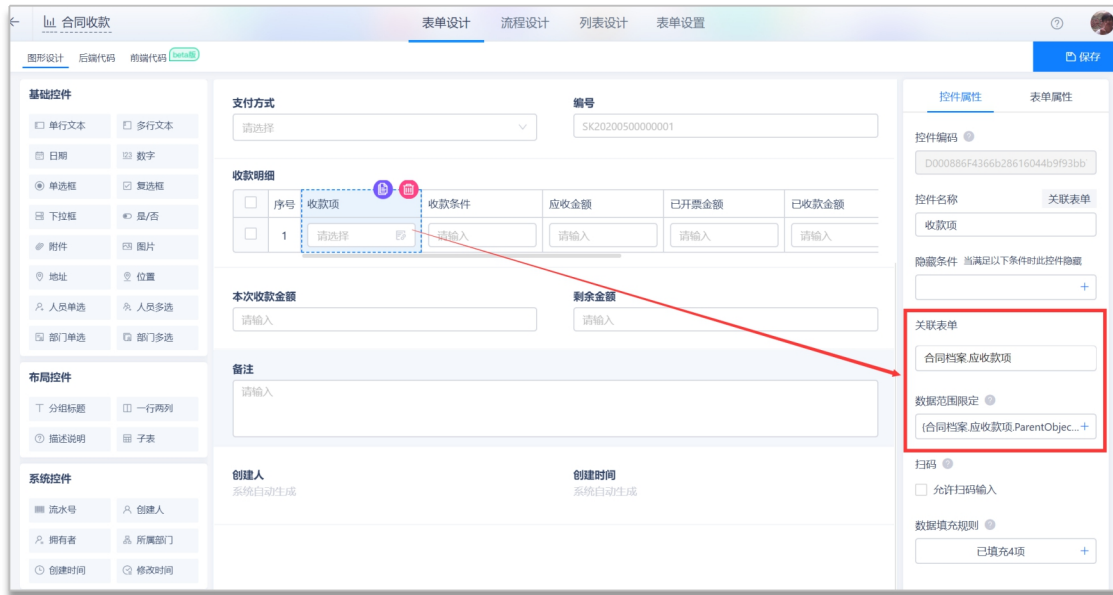 合同收款
表单设计 流程设计 列表设计 表单设置
图形设计 后端代码 前端代码 beta版
保存
基础控件
单行文本 多行文本
日期 数字
单选框 复选框
下拉框 是/否
附件 图片
地址 位置
人员单选 人员多选
部门单选 部门多选
布局控件
分组标题 一行两列
描述说明 子表
系统控件
流水号 创建人
拥有者 所属部门
创建时间 修改时间
支付方式 编号
请选择 SK20200500000001
收款明细
序号 收款项 收款条件 应收金额 已开票金额 已收款金额
1 请选择 请输入 请输入 请输入 请输入
本次收款金额 剩余金额
请输入 请输入
备注
请输入
创建人 创建时间
系统自动生成 系统自动生成
控件属性 表单属性
控件编码
D000886F4366b28616044b9f93bb
控件名称 关联表单
收款项
隐藏条件 当满足以下条件时此控件隐藏
关联表单
合同档案.应收款项
数据范围限定
{合同档案.应收款项.ParentObjec...
扫码
允许扫码输入
数据填充规则
已填充4项